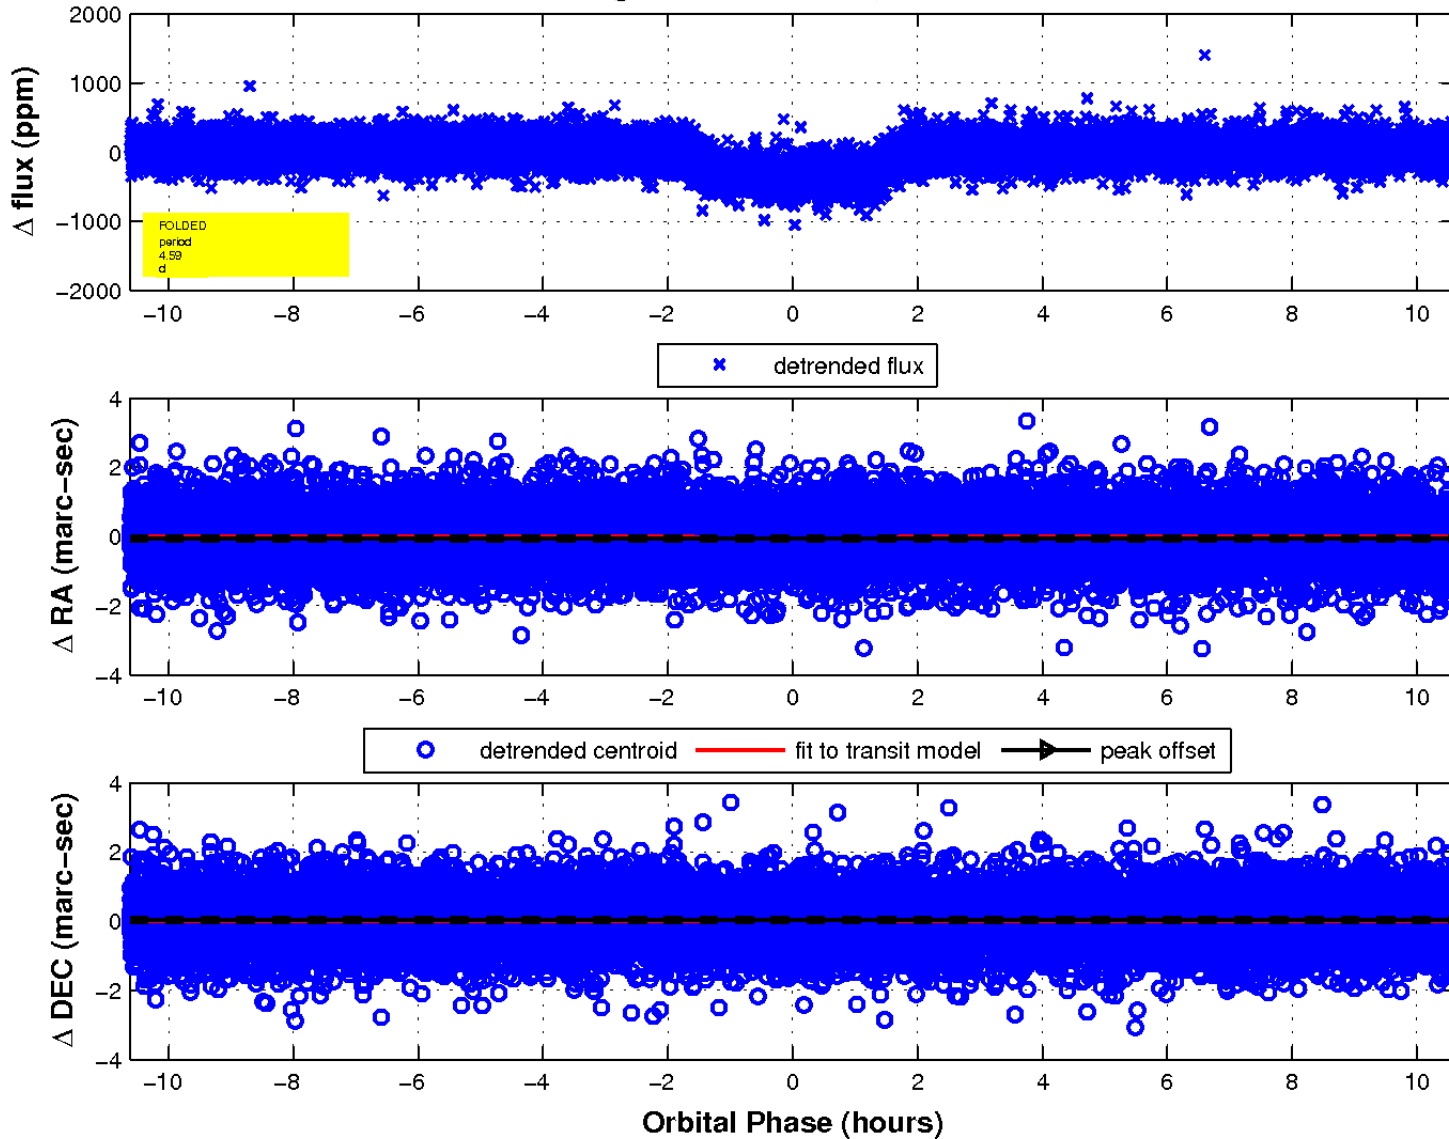 2000
1000
0
−1000
−2000
Δ flux (ppm)
FOLDED
period
4.59
d
−10 −8 −6 −4 −2 0 2 4 6 8 10
detrended flux
4
2
0
−2
−4
Δ RA (marc−sec)
−10 −8 −6 −4 −2 0 2 4 6 8 10
detrended centroid fit to transit model peak offset
4
2
0
−2
−4
Δ DEC (marc−sec)
−10 −8 −6 −4 −2 0 2 4 6 8 10
Orbital Phase (hours)